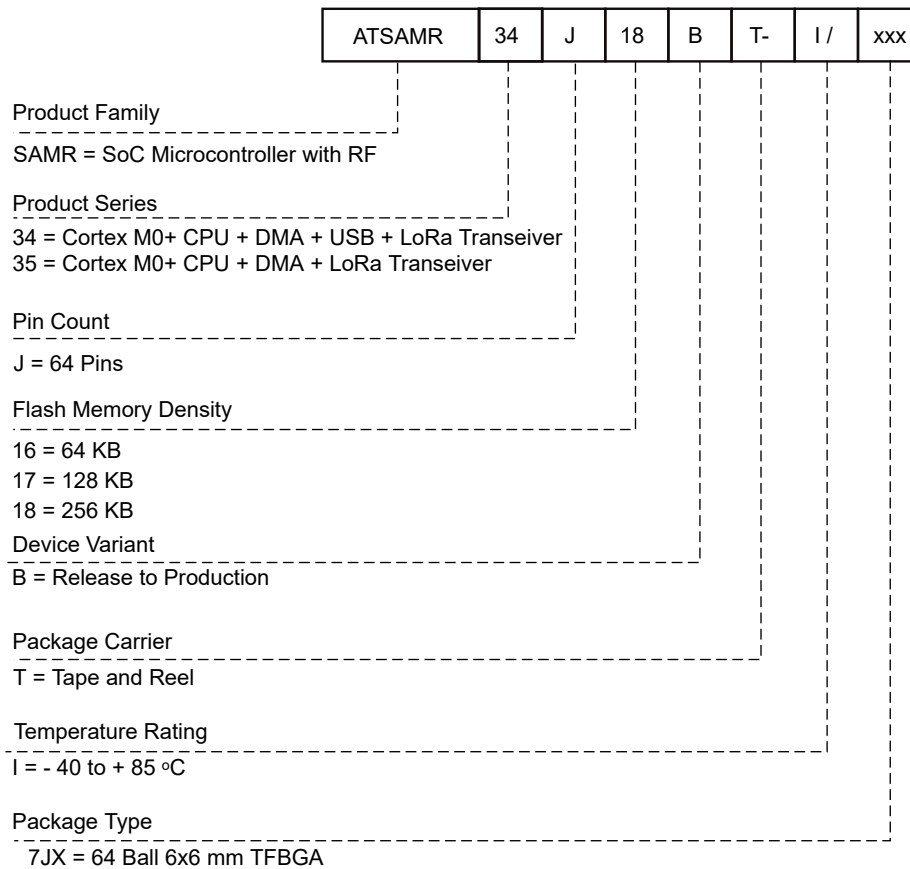 ATSAMR 34 J 18 B T- I / xxx
Product Family
SAMR = SoC Microcontroller with RF
Product Series
34 = Cortex M0+ CPU + DMA + USB + LoRa Transeiver
35 = Cortex M0+ CPU + DMA + LoRa Transeiver
Pin Count
J = 64 Pins
Flash Memory Density
16 = 64 KB
17 = 128 KB
18 = 256 KB
Device Variant
B = Release to Production
Package Carrier
T = Tape and Reel
Temperature Rating
I = - 40 to + 85 ºC
Package Type
7JX = 64 Ball 6x6 mm TFBGA